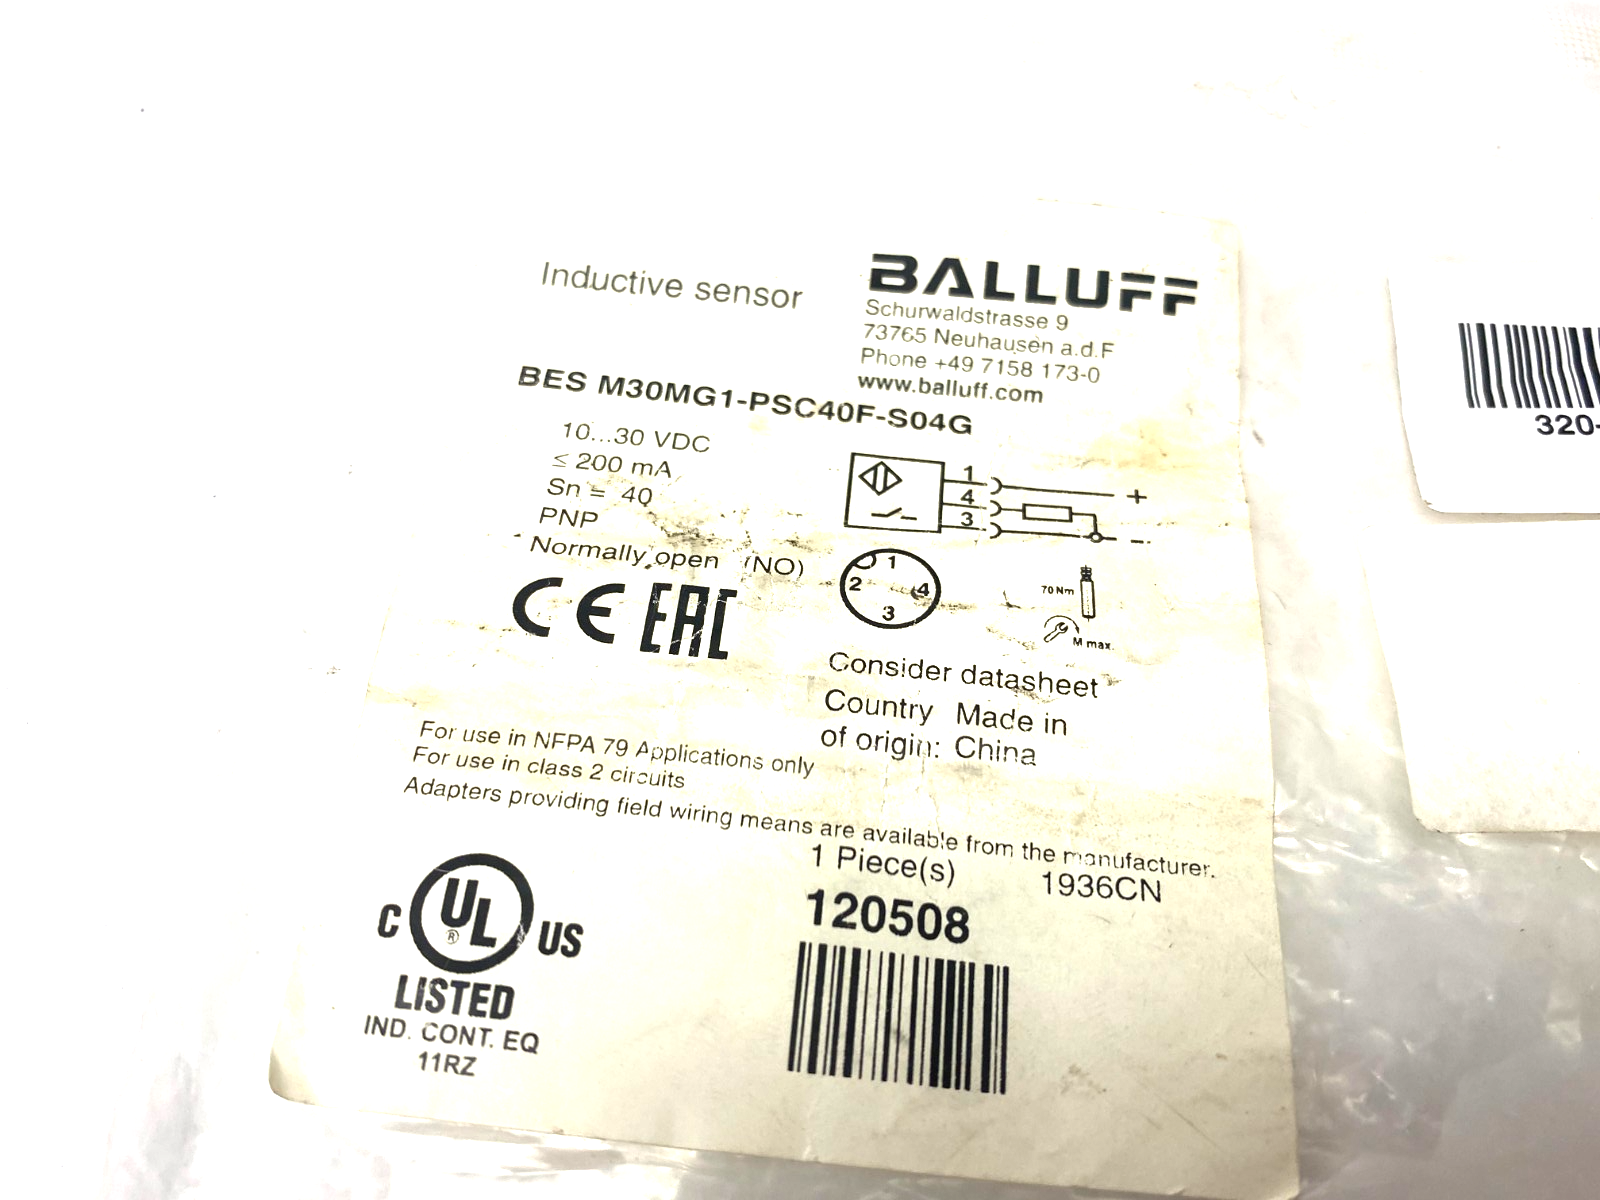 Inductive sensor
BALLUFF
Schurwaldstrasse 9
73765 Neuhausen a.d.F
Phone +49 7158 173-0
www.balluff.com
BES M30MG1-PSC40F-S04G
10...30 VDC
≤ 200 mA
Sn = 40
PNP
Normally open (NO)
CE EAC
1
4
3
+
-
1
2
4
3
70 Nm
M max.
Consider datasheet
Country Made in
of origin: China
For use in NFPA 79 Applications only
For use in class 2 circuits
Adapters providing field wiring means are available from the manufacturer.
1 Piece(s) 1936CN
120508
C UL ® US
LISTED
IND. CONT. EQ
11RZ
320-